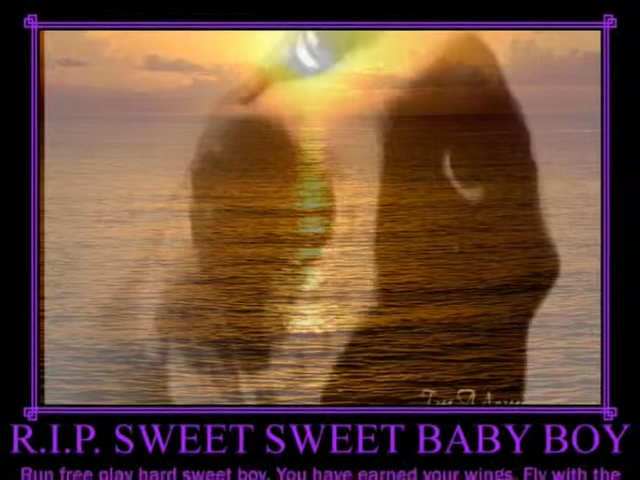 R.I.P. SWEET SWEET BABY BOY
Run free play hard sweet boy. You have earned your wings. Fly with the